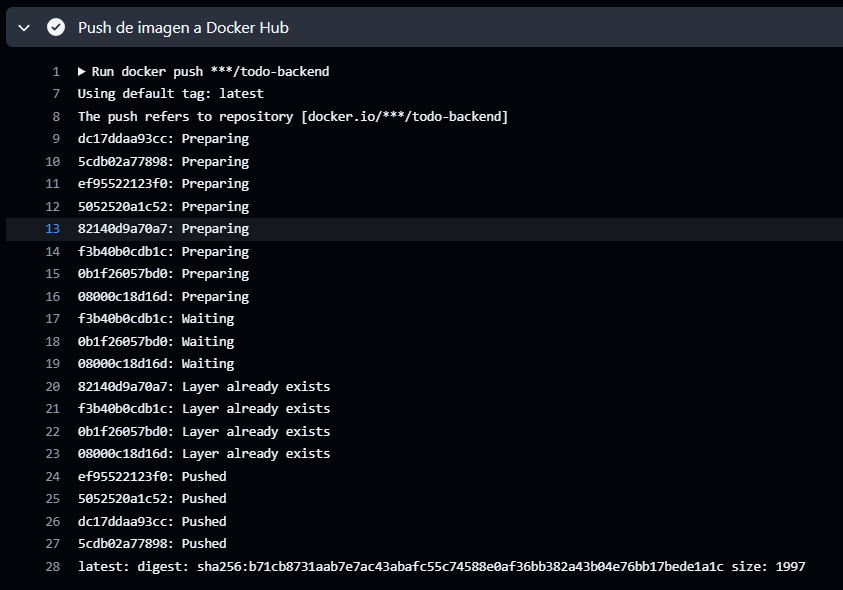 Push de imagen a Docker Hub
1 Run docker push ***/todo-backend
7 Using default tag: latest
8 The push refers to repository [docker.io/***/todo-backend]
9 dc17ddaa93cc: Preparing
10 5cdb02a77898: Preparing
11 ef95522123f0: Preparing
12 5052520a1c52: Preparing
13 82140d9a70a7: Preparing
14 f3b40b0cdb1c: Preparing
15 0b1f26057bd0: Preparing
16 08000c18d16d: Preparing
17 f3b40b0cdb1c: Waiting
18 0b1f26057bd0: Waiting
19 08000c18d16d: Waiting
20 82140d9a70a7: Layer already exists
21 f3b40b0cdb1c: Layer already exists
22 0b1f26057bd0: Layer already exists
23 08000c18d16d: Layer already exists
24 ef95522123f0: Pushed
25 5052520a1c52: Pushed
26 dc17ddaa93cc: Pushed
27 5cdb02a77898: Pushed
28 latest: digest: sha256:b71cb8731aab7e7ac43abafc55c74588e0af36bb382a43b04e76bb17bede1a1c size: 1997